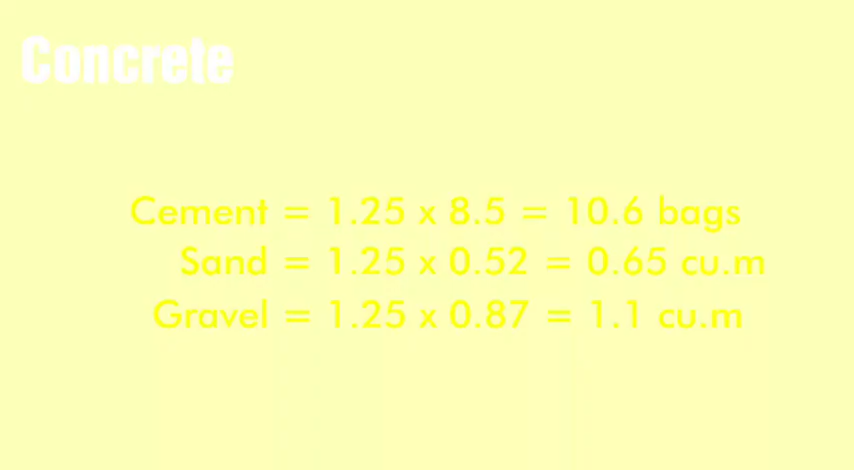 Concrete
Cement = 1.25 x 8.5 = 10.6 bags
Sand = 1.25 x 0.52 = 0.65 cu.m
Gravel = 1.25 x 0.87 = 1.1 cu.m